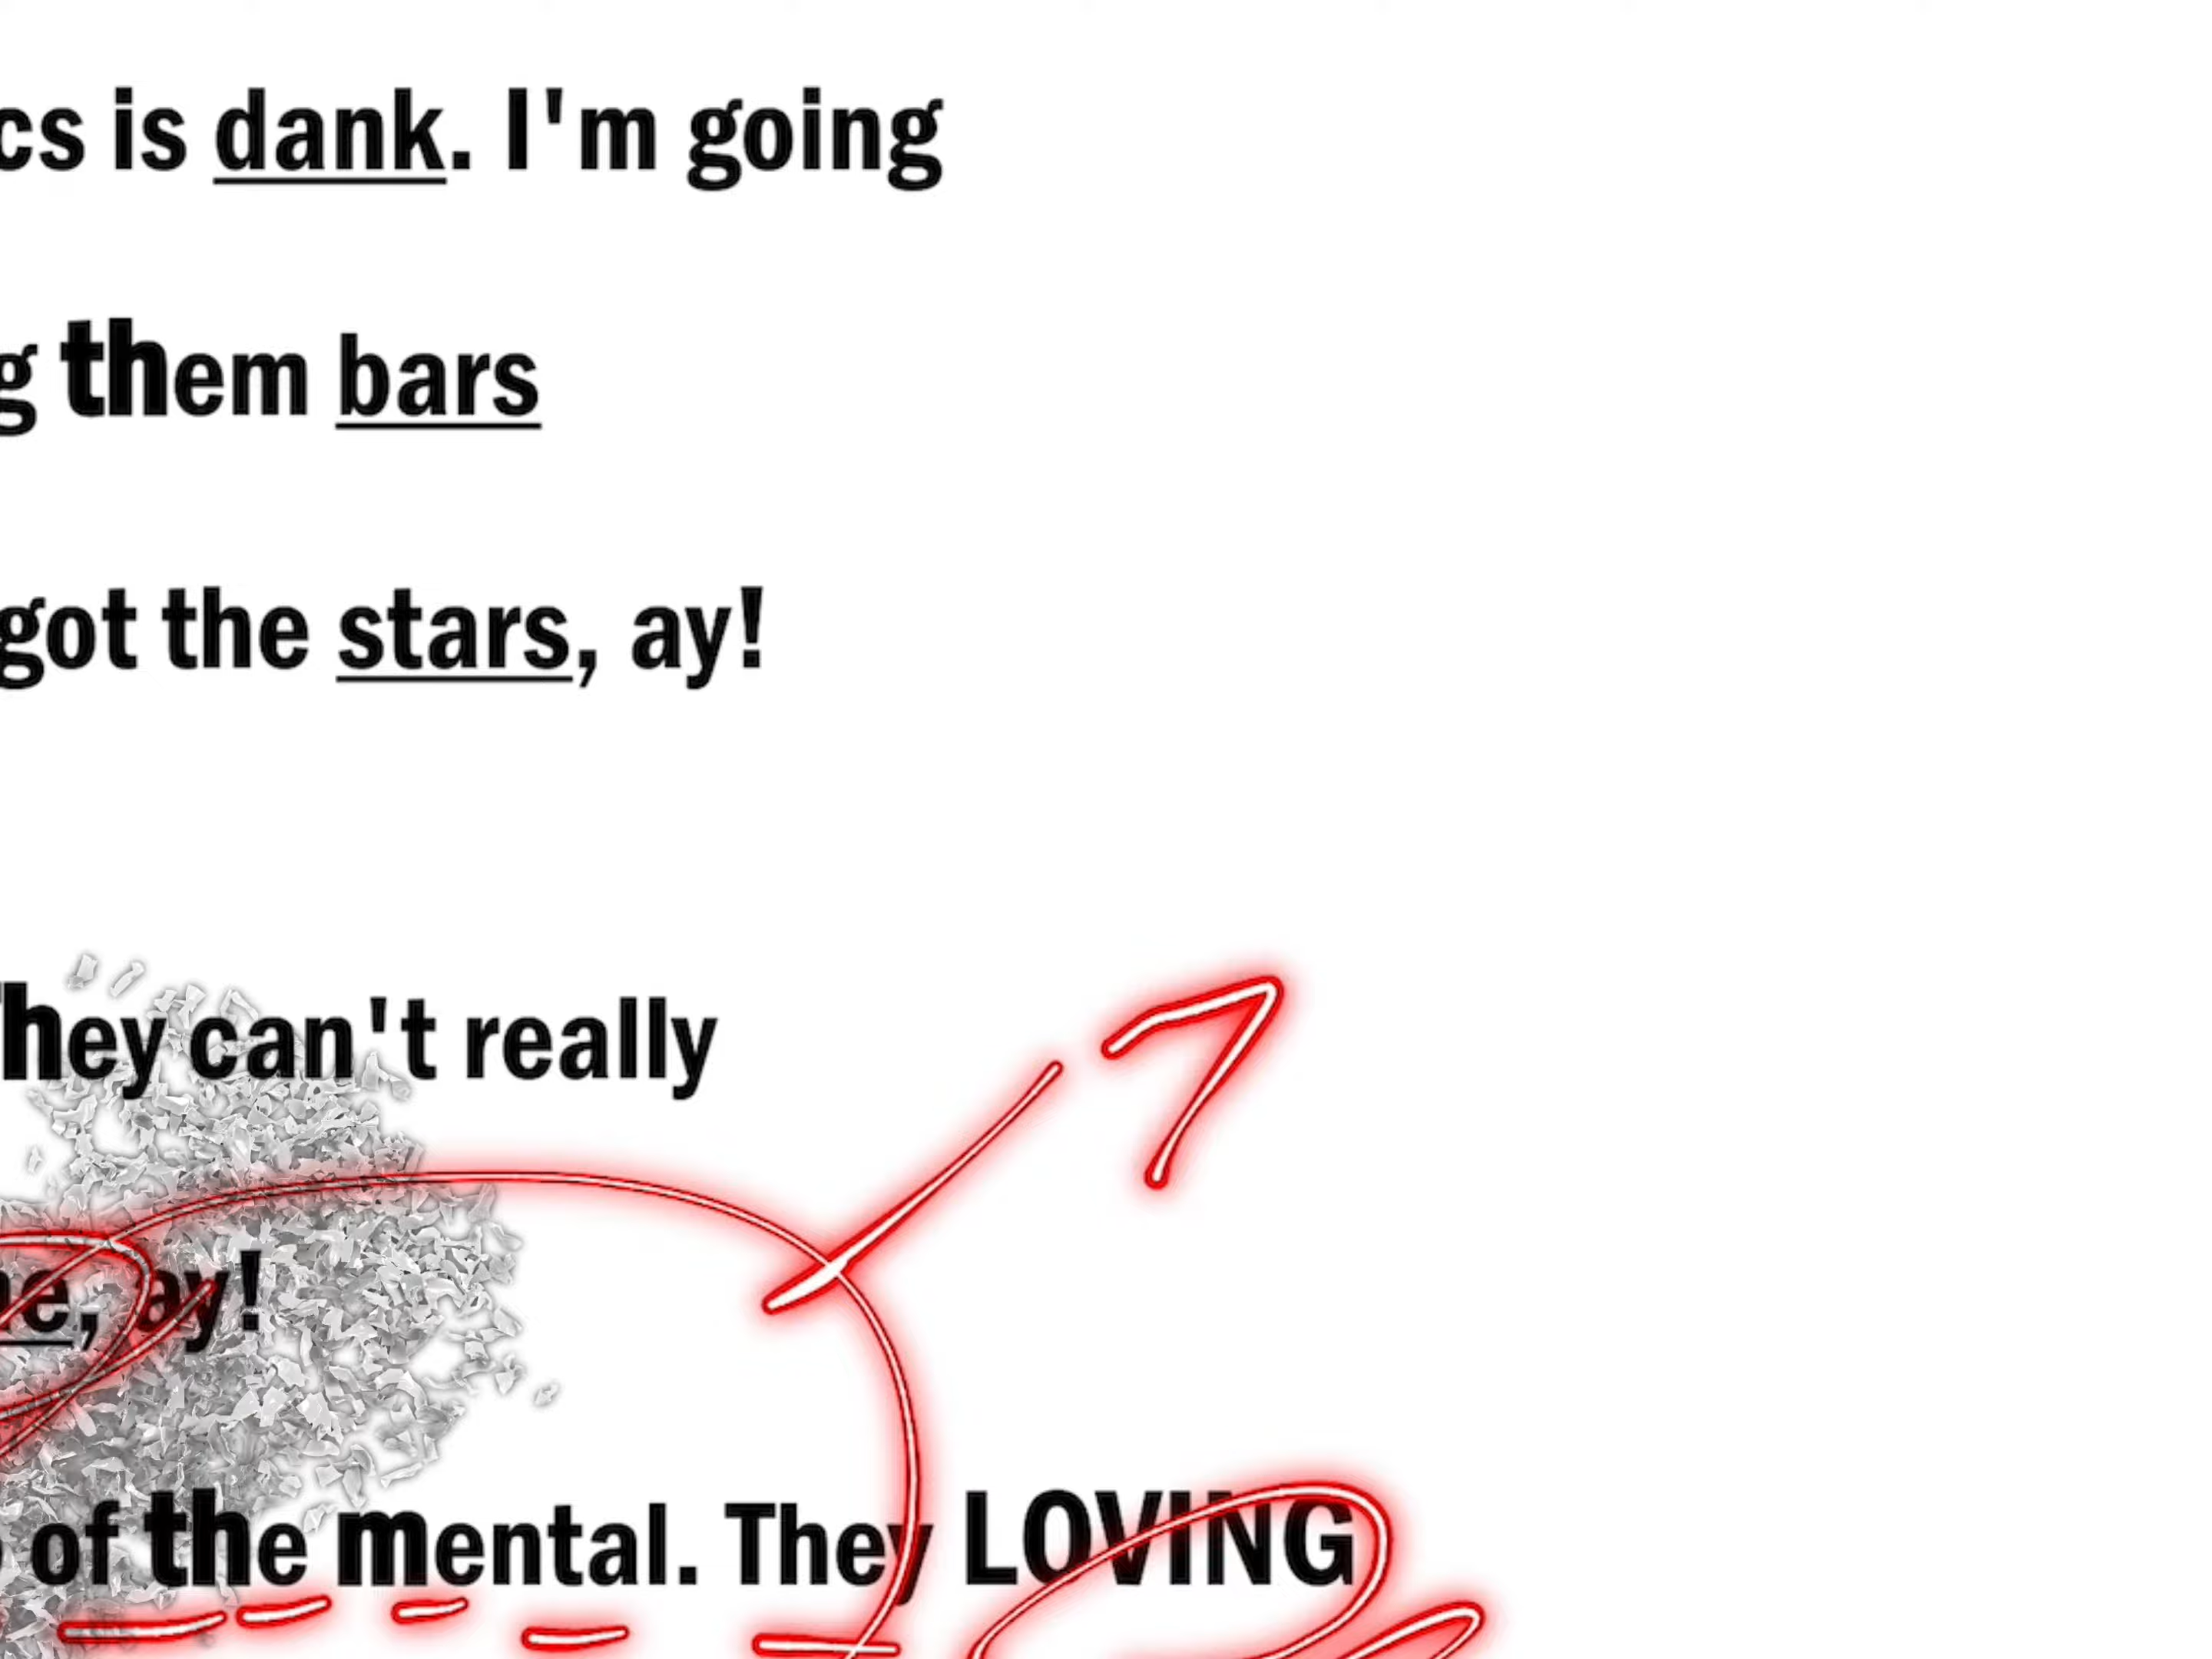 cs is dank. I'm going
g them bars
got the stars, ay!
hey can't really
e, ay!
of the mental. They LOVING